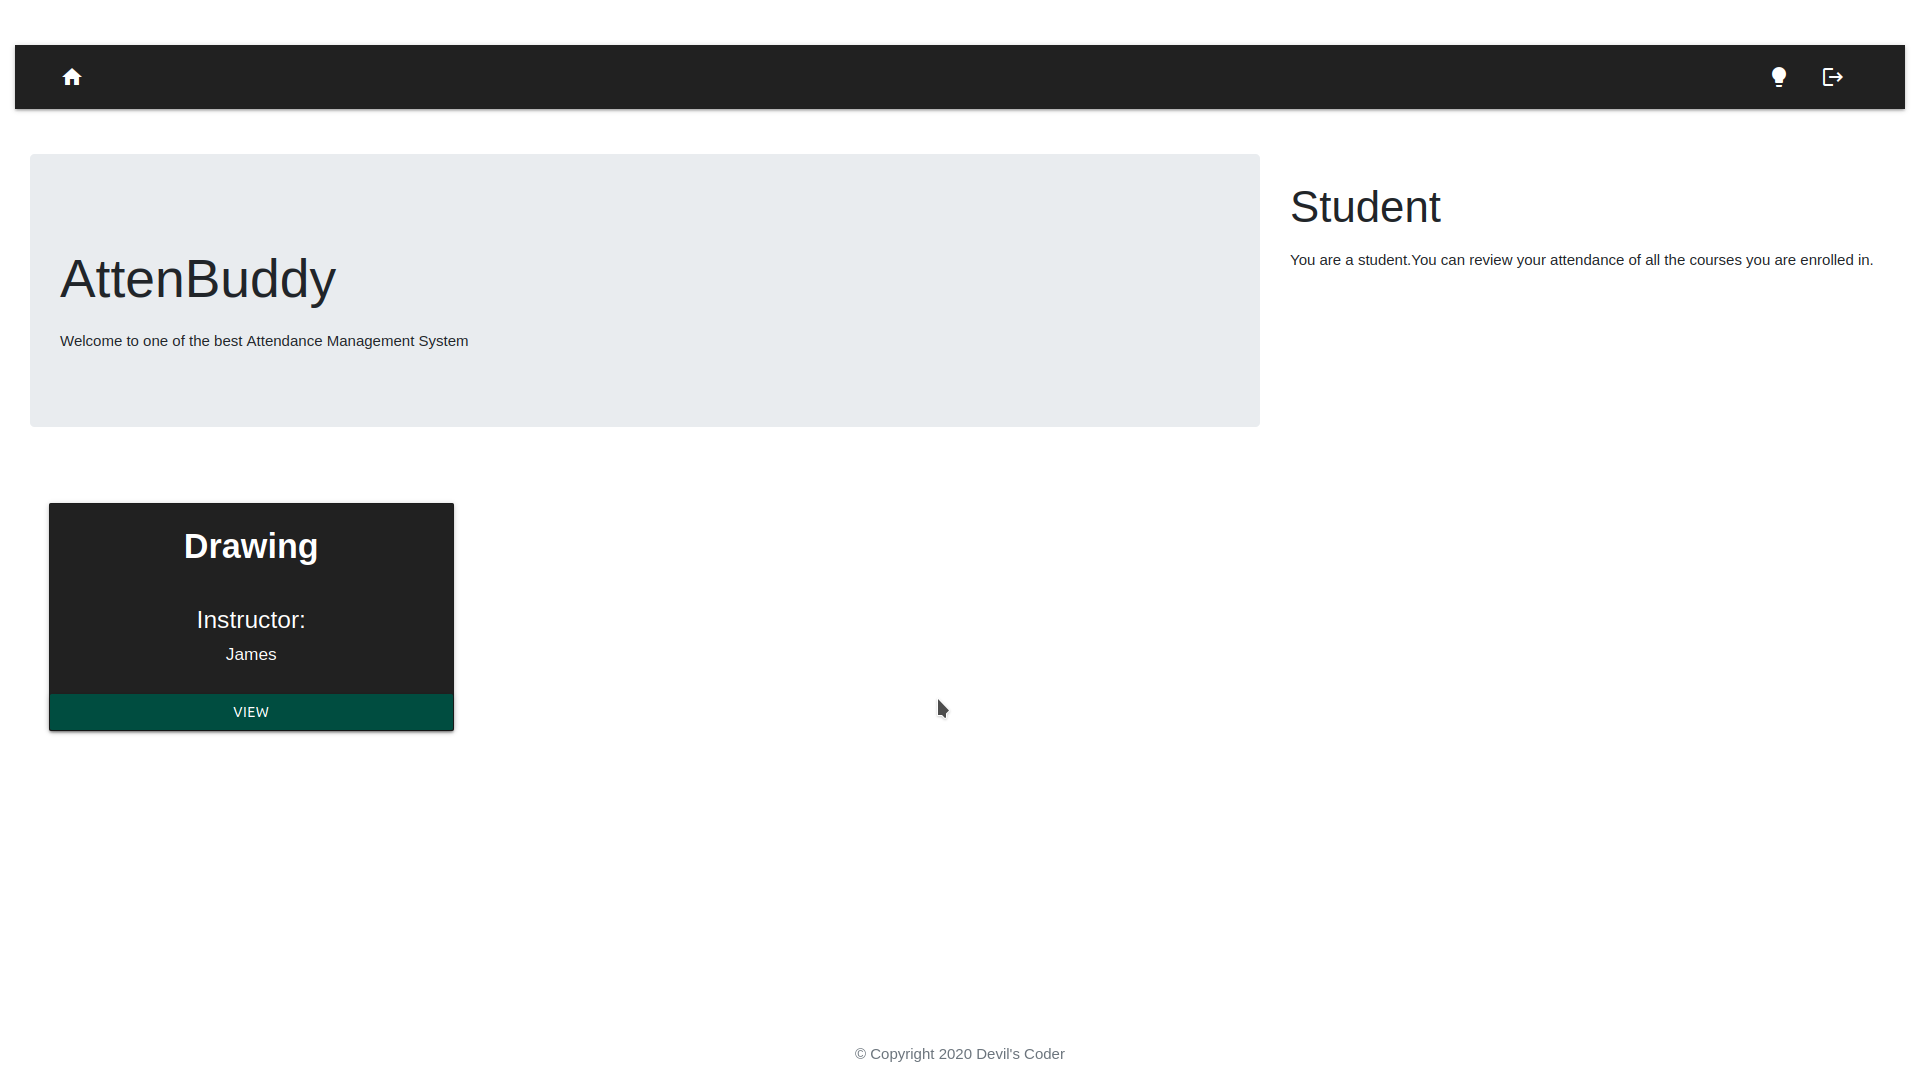 AttenBuddy
Welcome to one of the best Attendance Management System
Student
You are a student.You can review your attendance of all the courses you are enrolled in.
Drawing
Instructor:
James
VIEW
© Copyright 2020 Devil's Coder